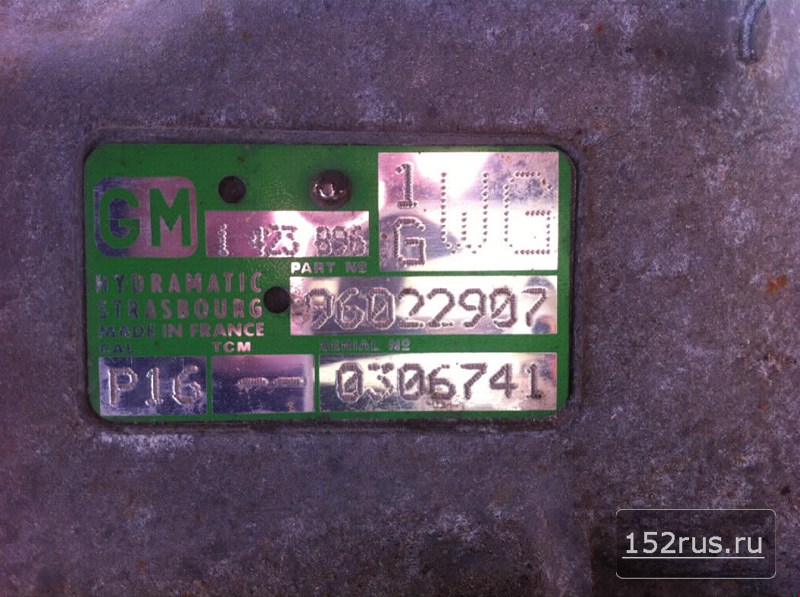 GM
1 423 896
1
G
WG
PART Nº
HYDRAMATIC
STRASBOURG
96022907
MADE IN FRANCE
CAL TCM SERIAL Nº
P16 -- 0306741
152rus.ru